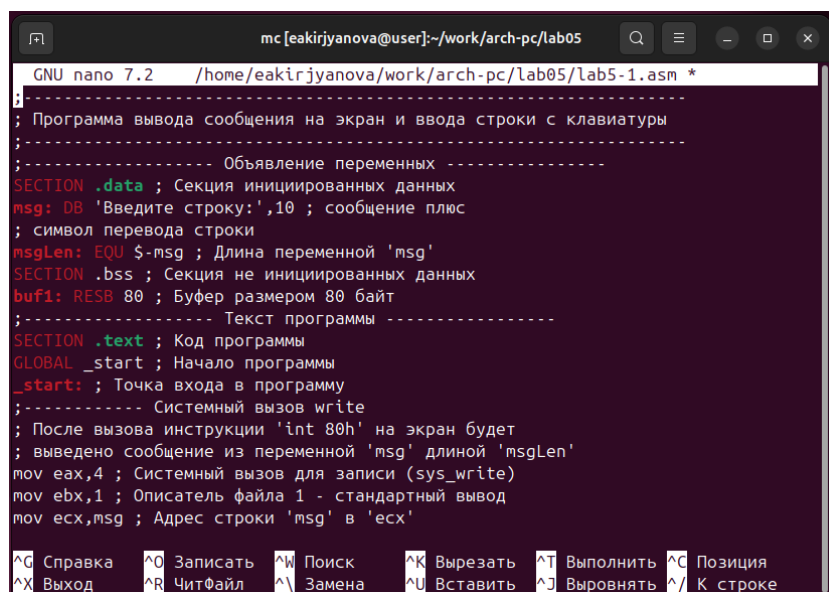 mc [eakirjyanova@user]:~/work/arch-pc/lab05
GNU nano 7.2 /home/eakirjyanova/work/arch-pc/lab05/lab5-1.asm *
;------------------------------------------------------------------
; Программа вывода сообщения на экран и ввода строки с клавиатуры
;------------------------------------------------------------------
;------------------- Объявление переменных ----------------
SECTION .data ; Секция инициированных данных
msg: DB 'Введите строку:',10 ; сообщение плюс
; символ перевода строки
msgLen: EQU $-msg ; Длина переменной 'msg'
SECTION .bss ; Секция не инициированных данных
buf1: RESB 80 ; Буфер размером 80 байт
;------------------- Текст программы -----------------
SECTION .text ; Код программы
GLOBAL _start ; Начало программы
_start: ; Точка входа в программу
;------------ Системный вызов write
; После вызова инструкции 'int 80h' на экран будет
; выведено сообщение из переменной 'msg' длиной 'msgLen'
mov eax,4 ; Системный вызов для записи (sys_write)
mov ebx,1 ; Описатель файла 1 - стандартный вывод
mov ecx,msg ; Адрес строки 'msg' в 'ecx'
^G Справка ^O Записать ^W Поиск ^K Вырезать ^T Выполнить ^C Позиция
^X Выход ^R ЧитФайл ^\ Замена ^U Вставить ^J Выровнять ^/ К строке